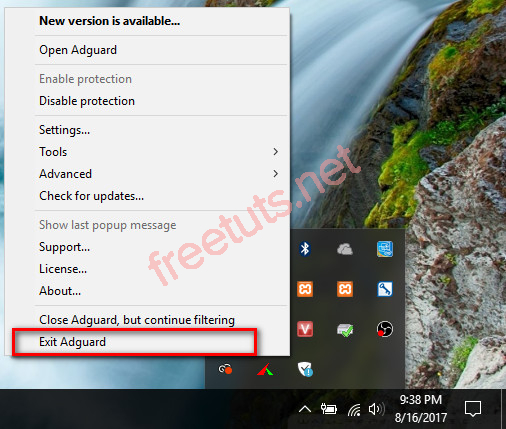 New version is available...
Open Adguard
Enable protection
Disable protection
Settings...
Tools
Advanced
Check for updates...
Show last popup message
Support...
License...
About...
Close Adguard, but continue filtering
Exit Adguard
freetuts.net
9:38 PM
8/16/2017